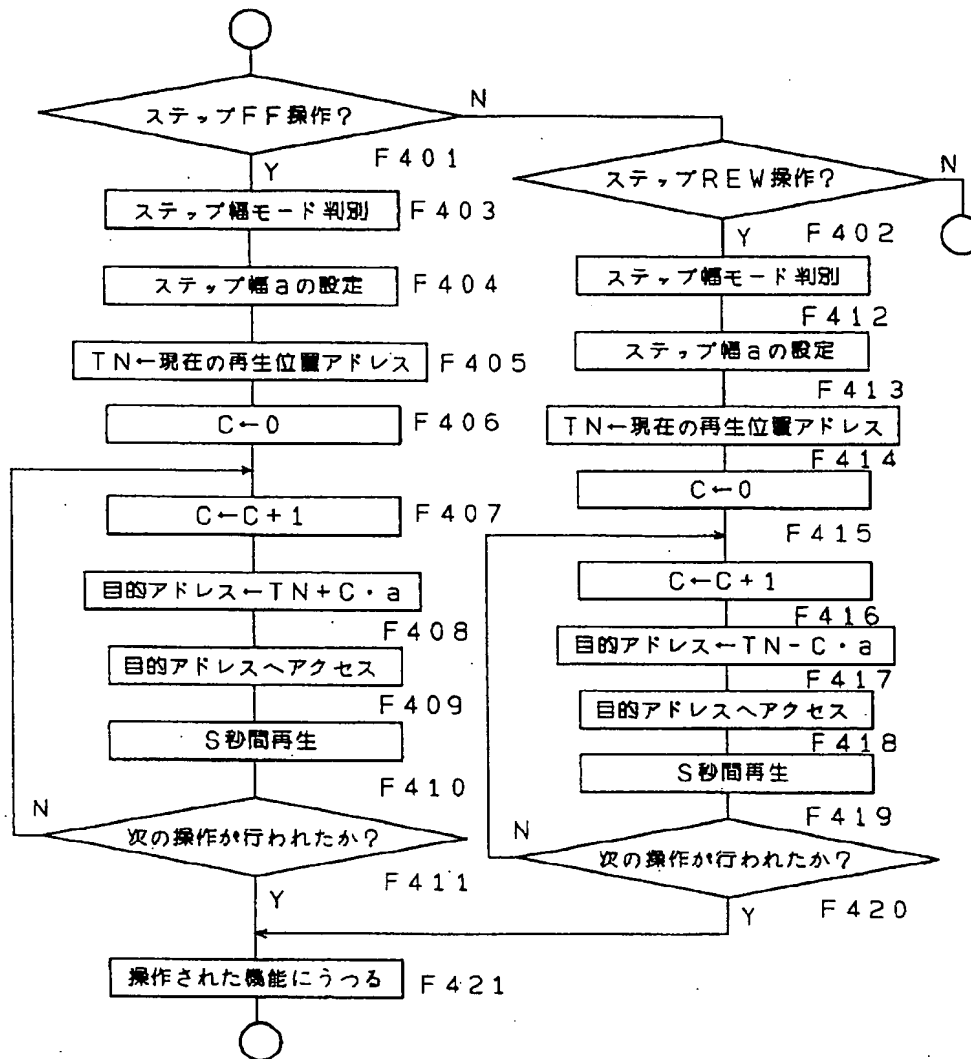 ステップFF操作?
N
F401
Y
ステップ幅モード判別
F403
ステップ幅aの設定
F404
TN←現在の再生位置アドレス
F405
C←0
F406
C←C+1
F407
目的アドレス←TN+C・a
F408
目的アドレスへアクセス
F409
S秒間再生
F410
N
次の操作が行われたか?
F411
Y
ステップREW操作?
N
Y
F402
ステップ幅モード判別
F412
ステップ幅aの設定
F413
TN←現在の再生位置アドレス
F414
C←0
F415
C←C+1
F416
目的アドレス←TN-C・a
F417
目的アドレスへアクセス
F418
S秒間再生
F419
N
次の操作が行われたか?
F420
Y
操作された機能にうつる
F421